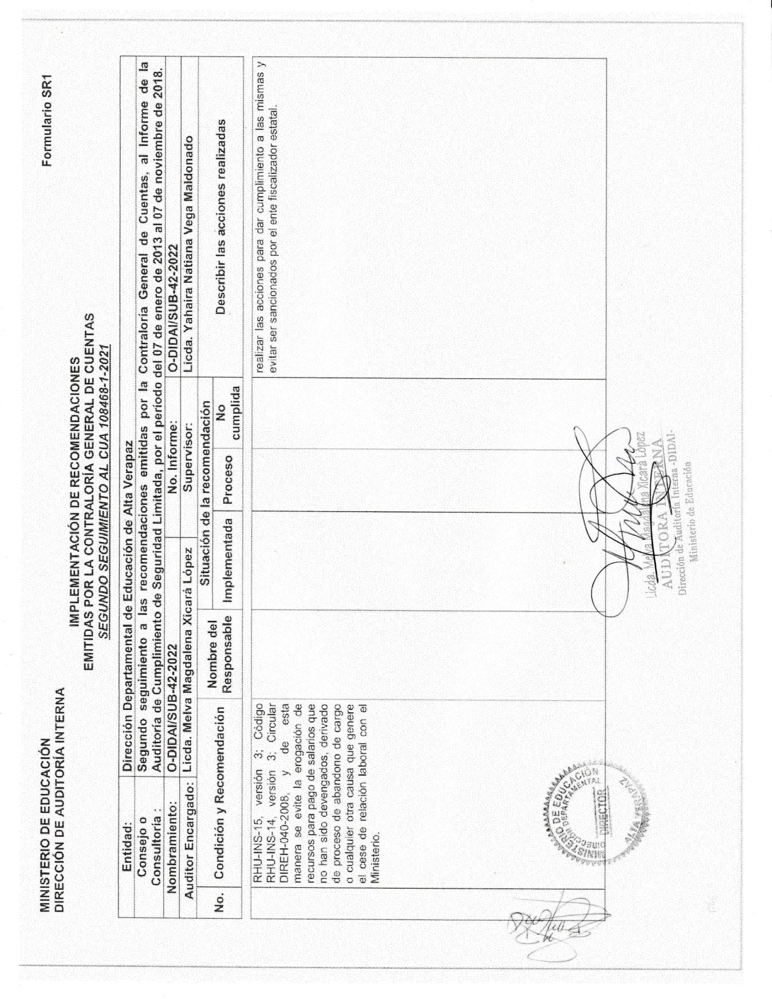 MINISTERIO DE EDUCACIÓN
DIRECCIÓN DE AUDITORÍA INTERNA
Formulario SR1
IMPLEMENTACIÓN DE RECOMENDACIONES
EMITIDAS POR LA CONTRALORÍA GENERAL DE CUENTAS
SEGUNDO SEGUIMIENTO AL CUA 108468-1-2021
Entidad: Dirección Departamental de Educación de Alta Verapaz
Consejo o Consultoria : Segundo seguimiento a las recomendaciones emitidas por la Contraloría General de Cuentas, al Informe de la
Auditoría de Cumplimiento de Seguridad Limitada, por el período del 07 de enero de 2013 al 07 de noviembre de 2018.
Nombramiento: O-DIDAI/SUB-42-2022 No. Informe: O-DIDAI/SUB-42-2022
Auditor Encargado: Licda. Melva Magdalena Xicará López Supervisor: Licda. Yahaira Natiana Vega Maldonado
No. Condición y Recomendación Nombre del Responsable Situación de la recomendación Describir las acciones realizadas
Implementada Proceso No cumplida
RHU-INS-15, versión 3; Código
RHU-INS-14, versión 3; Circular
DIREH-040-2008, y de esta
manera se evite la erogación de
recursos para pago de salarios que
no han sido devengados, derivado
de proceso de abandono de cargo
o cualquier otra causa que genere
el cese de relación laboral con el
Ministerio.
realizar las acciones para dar cumplimiento a las mismas y
evitar ser sancionados por el ente fiscalizador estatal.
MINISTERIO DE EDUCACIÓN
DIRECCIÓN DEPARTAMENTAL
DIRECTOR
ALTA VERAPAZ
Licda. Melva Magdalena Xicará López
AUDITORA INTERNA
Dirección de Auditoría Interna -DIDAI-
Ministerio de Educación